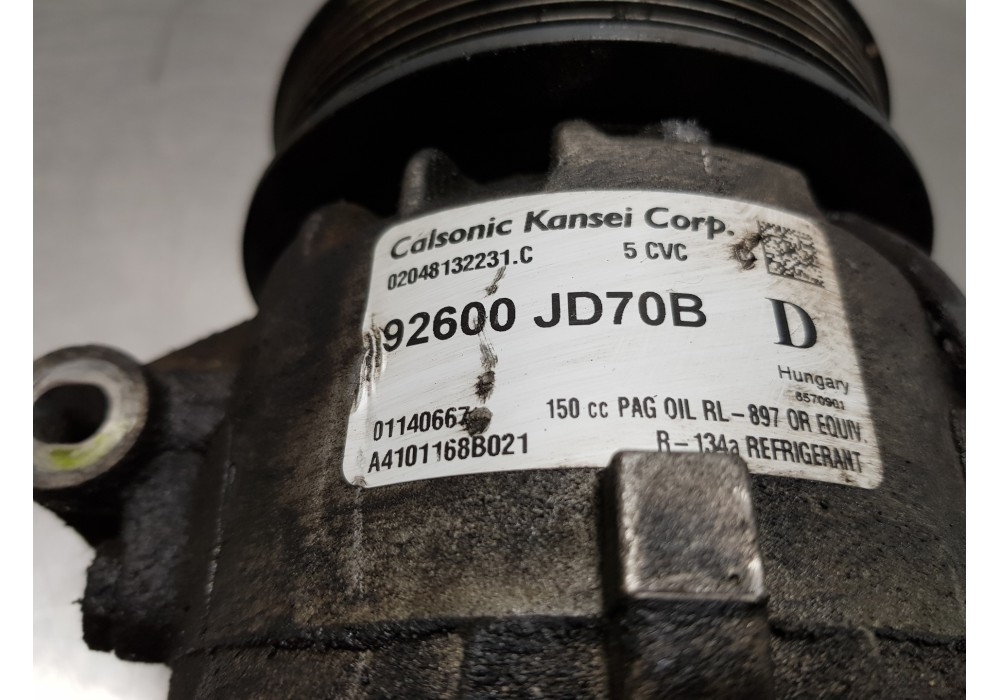 Calsonic Kansei Corp.
02048132231.C 5 CVC
92600 JD70B D
Hungary
8570901
01140667 150 cc PAG OIL RL-897 OR EQUIV.
A4101168B021 R-134a REFRIGERANT